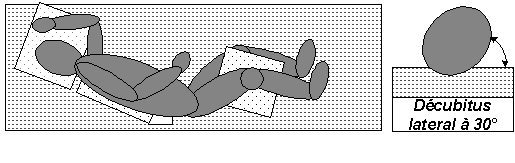 Décubitus
lateral à 30°